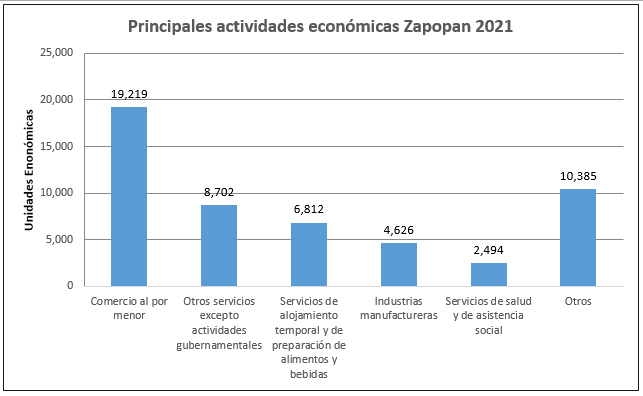 Principales actividades económicas Zapopan 2021
Unidades Enonómicas
25,000
20,000
15,000
10,000
5,000
0
19,219
8,702
6,812
4,626
2,494
10,385
Comercio al por
menor
Otros servicios
excepto
actividades
gubernamentales
Servicios de
alojamiento
temporal y de
preparación de
alimentos y
bebidas
Industrias
manufactureras
Servicios de salud
y de asistencia
social
Otros